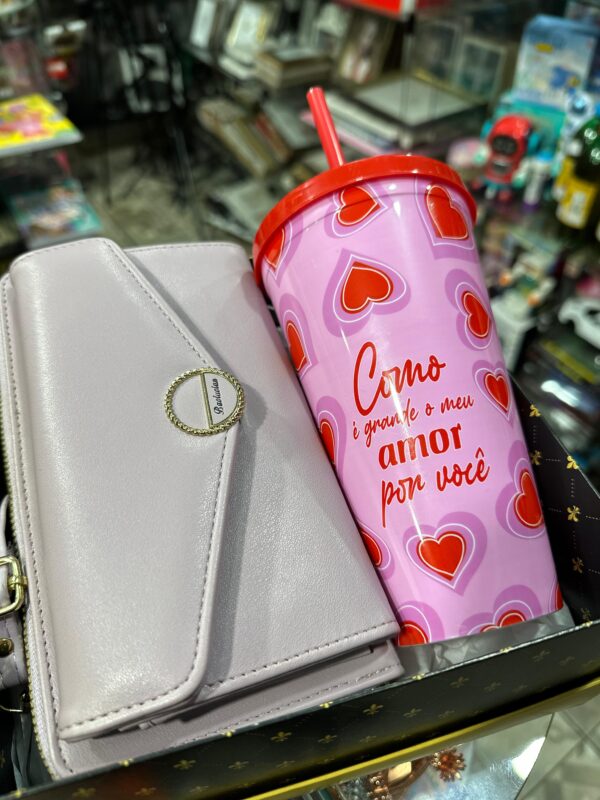 Como
é grande o meu
amor
por você